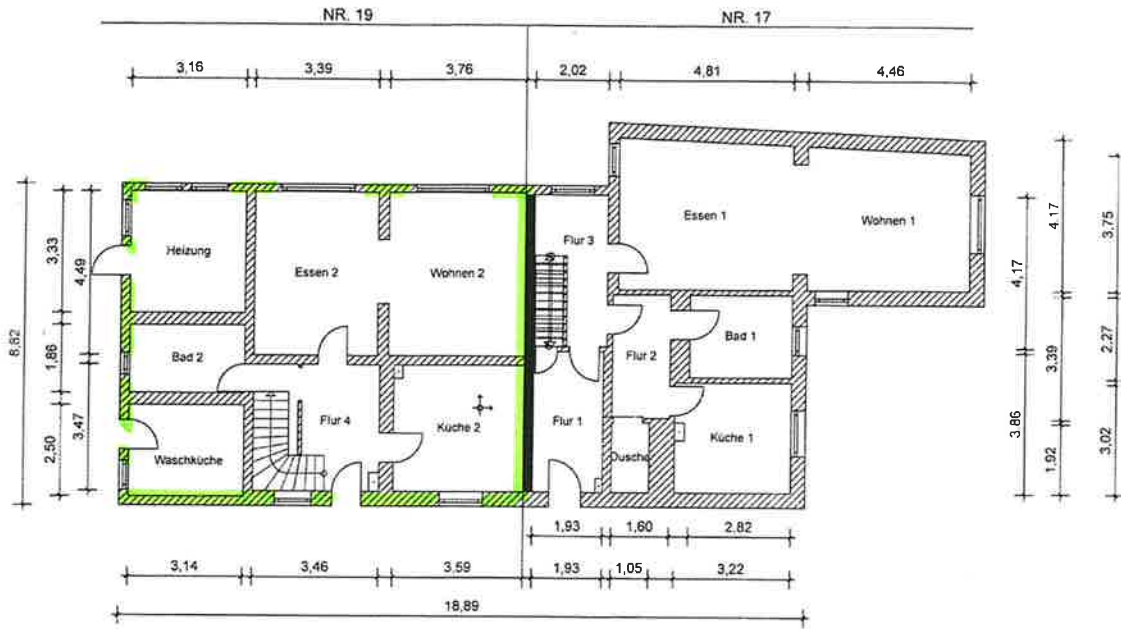 NR. 19
NR. 17
3,16
3,39
3,76
2,02
4,81
4,46
Essen 1
Wohnen 1
Heizung
Essen 2
Wohnen 2
Flur 3
Bad 2
Flur 2
Bad 1
Flur 4
Küche 2
Flur 1
Küche 1
Waschküche
Dusche
8,82
3,33
1,86
2,50
4,49
3,47
4,17
3.86
4.17
3,39
1,92
3,75
2,27
3,02
1,93
1,60
2,82
3,14
3,46
3,59
1,93
1,05
3,22
18,89